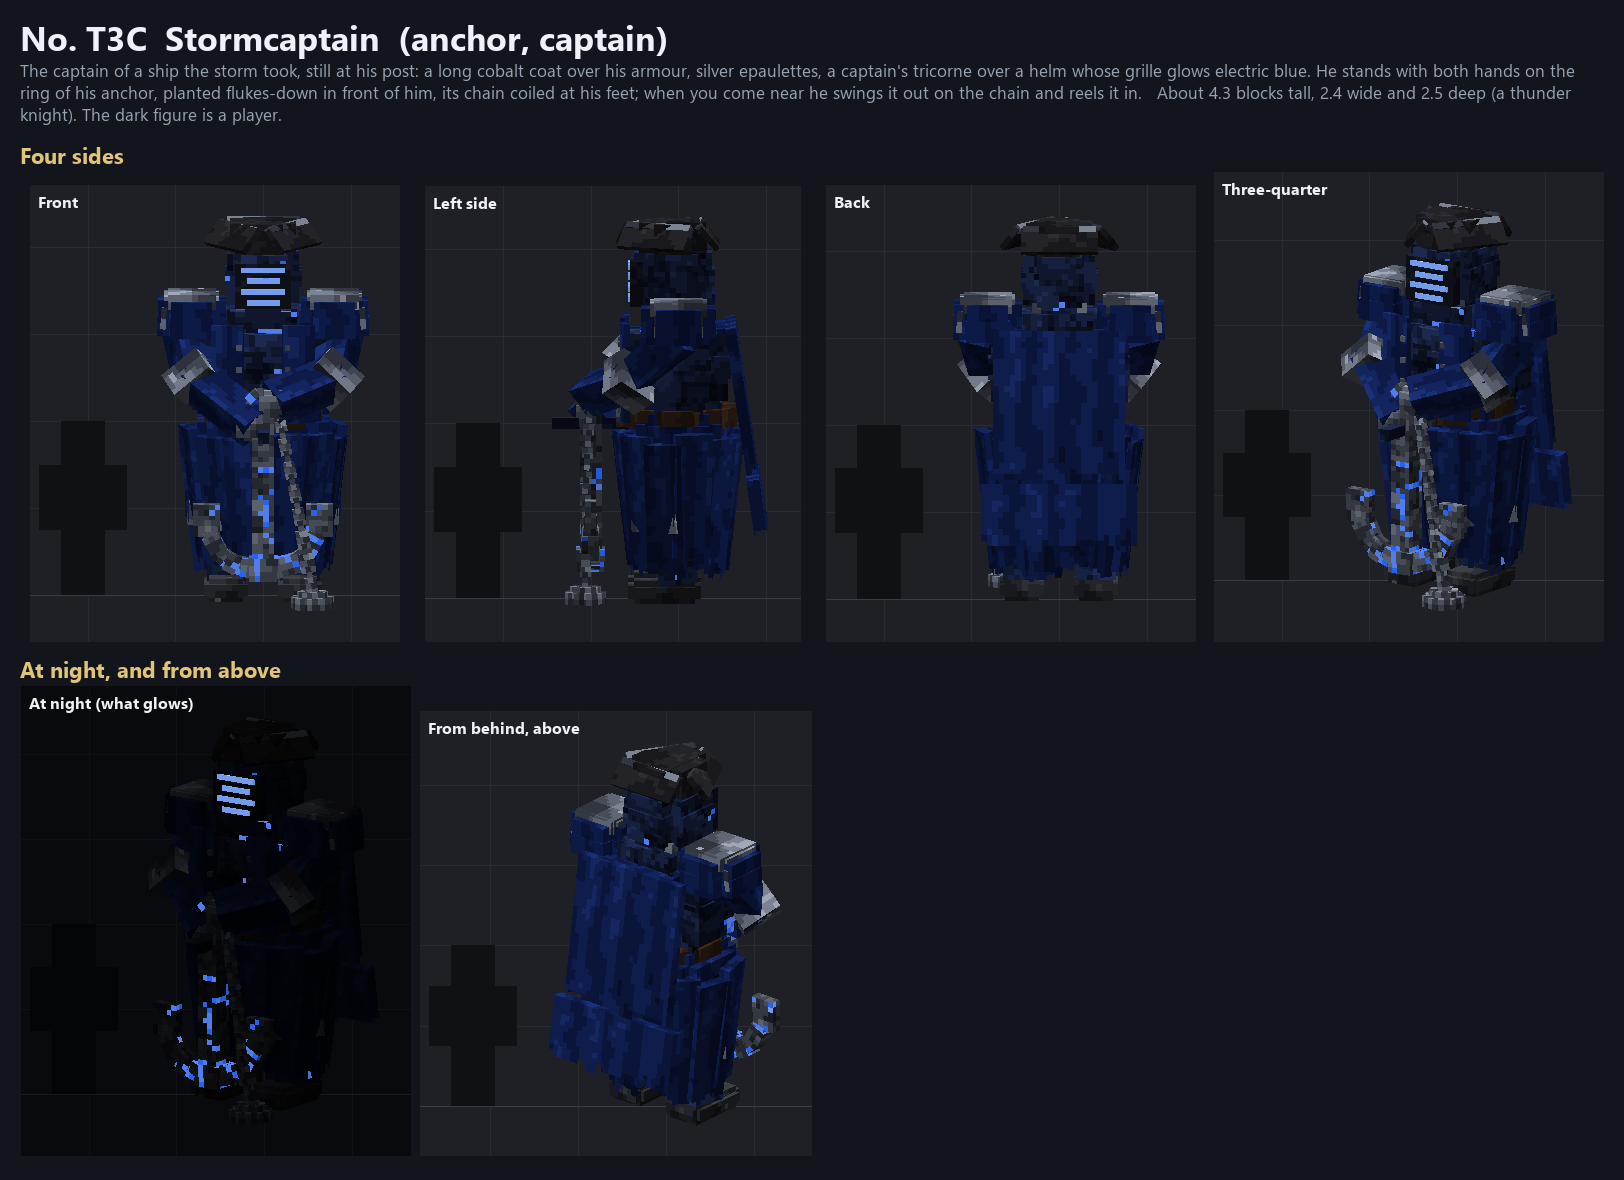 No. T3C  Stormcaptain  (anchor, captain)
The captain of a ship the storm took, still at his post: a long cobalt coat over his armour, silver epaulettes, a captain's tricorne over a helm whose grille glows electric blue. He stands with both hands on the
ring of his anchor, planted flukes-down in front of him, its chain coiled at his feet; when you come near he swings it out on the chain and reels it in.   About 4.3 blocks tall, 2.4 wide and 2.5 deep (a thunder
knight). The dark figure is a player.
Four sides
Front
Left side
Back
Three-quarter
At night, and from above
At night (what glows)
From behind, above